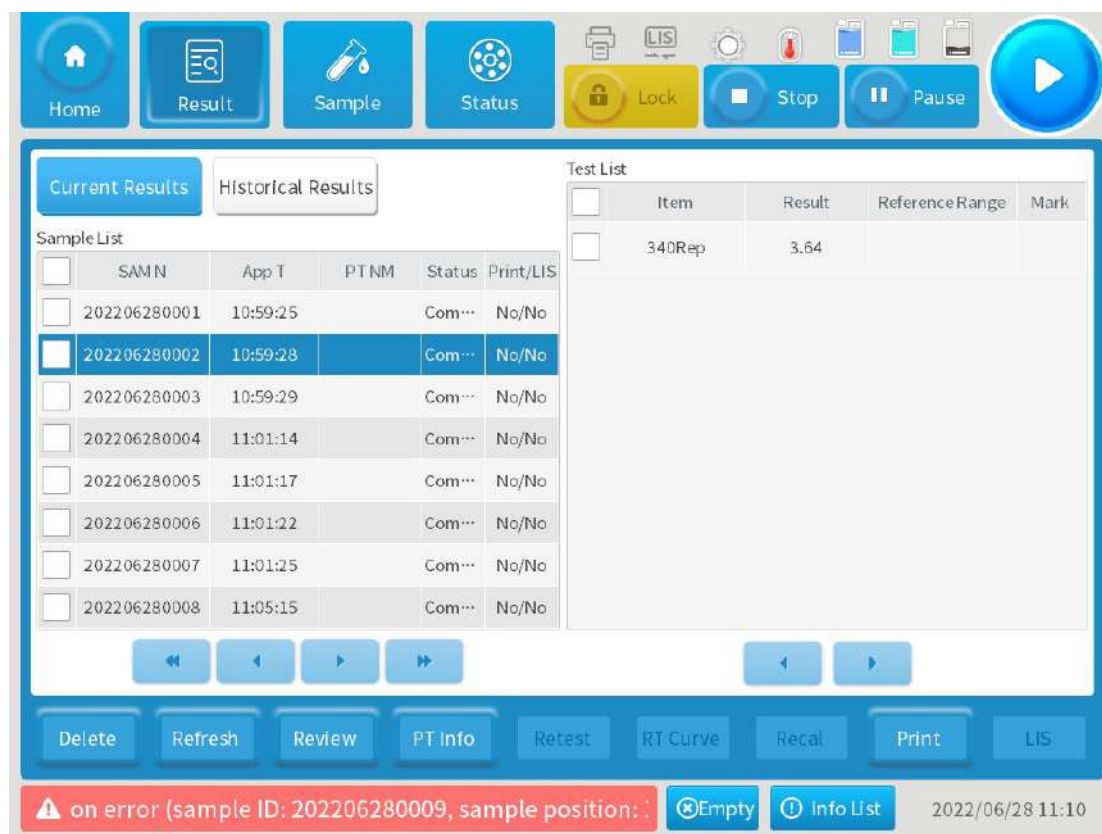 LIS
Home
Result
Sample
Status
Lock
Stop
Pause
Current Results
Historical Results
Sample List
SAM N App T PT NM Status Print/LIS
202206280001 10:59:25 Com··· No/No
202206280002 10:59:28 Com··· No/No
202206280003 10:59:29 Com··· No/No
202206280004 11:01:14 Com··· No/No
202206280005 11:01:17 Com··· No/No
202206280006 11:01:22 Com··· No/No
202206280007 11:01:25 Com··· No/No
202206280008 11:05:15 Com··· No/No
Test List
Item Result Reference Range Mark
340Rep 3.64
Delete Refresh Review PT Info Retest RT Curve Recal Print LIS
on error (sample ID: 202206280009, sample position:
Empty
Info List
2022/06/28 11:10